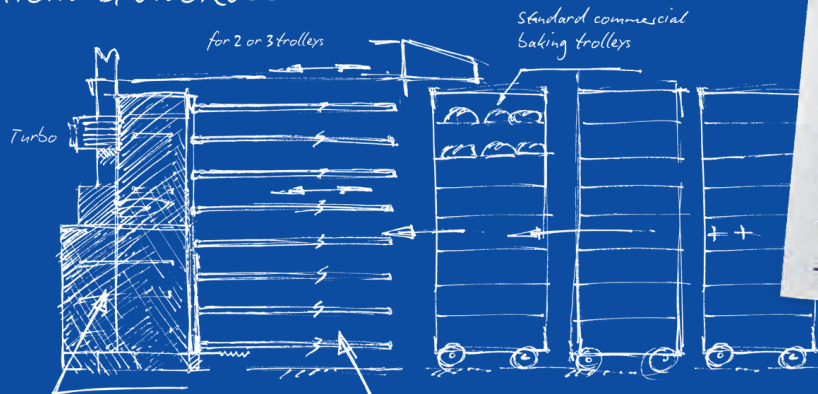 for 2 or 3 trolleys
standard commercial
baking trolleys
Turbo